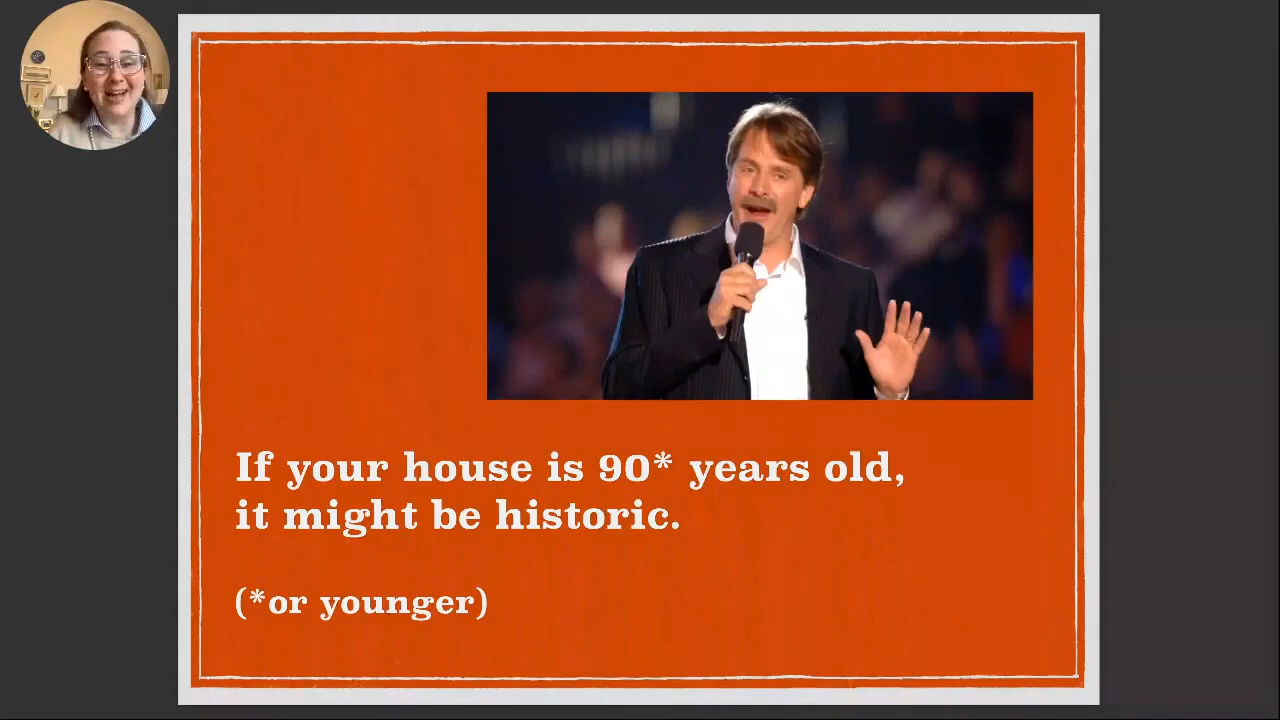 If your house is 90* years old,
it might be historic.
(*or younger)